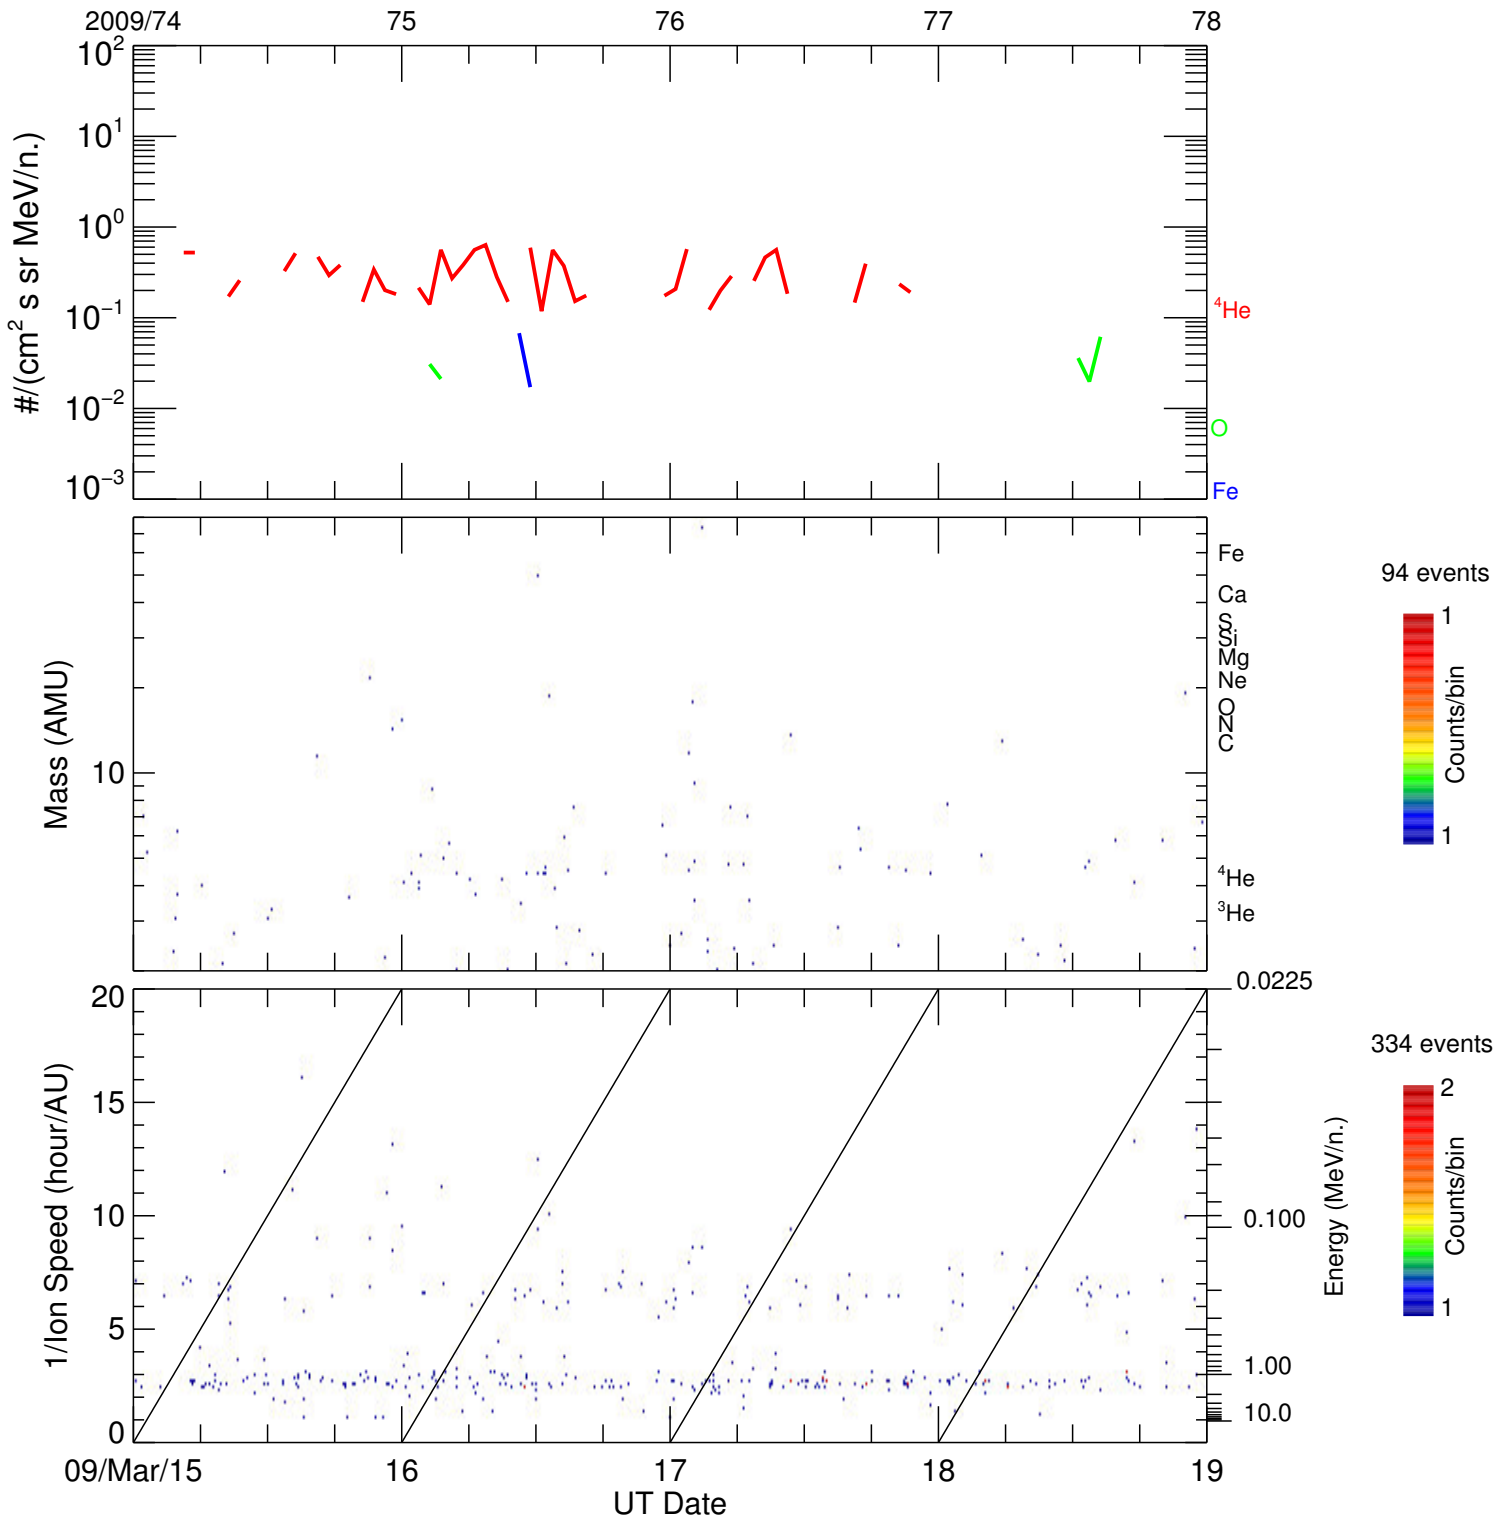 2009/74 75 76 77 78
10²
10¹
10⁰
10⁻¹
10⁻²
10⁻³
#/(cm² s sr MeV/n.)
⁴He
O
Fe
Mass (AMU)
10
Fe
Ca
S
Si
Mg
Ne
O
N
C
⁴He
³He
94 events
1
Counts/bin
1
1/Ion Speed (hour/AU)
20
15
10
5
0
0.0225
0.100
1.00
10.0
Energy (MeV/n.)
334 events
2
Counts/bin
1
09/Mar/15 16 17 18 19
UT Date